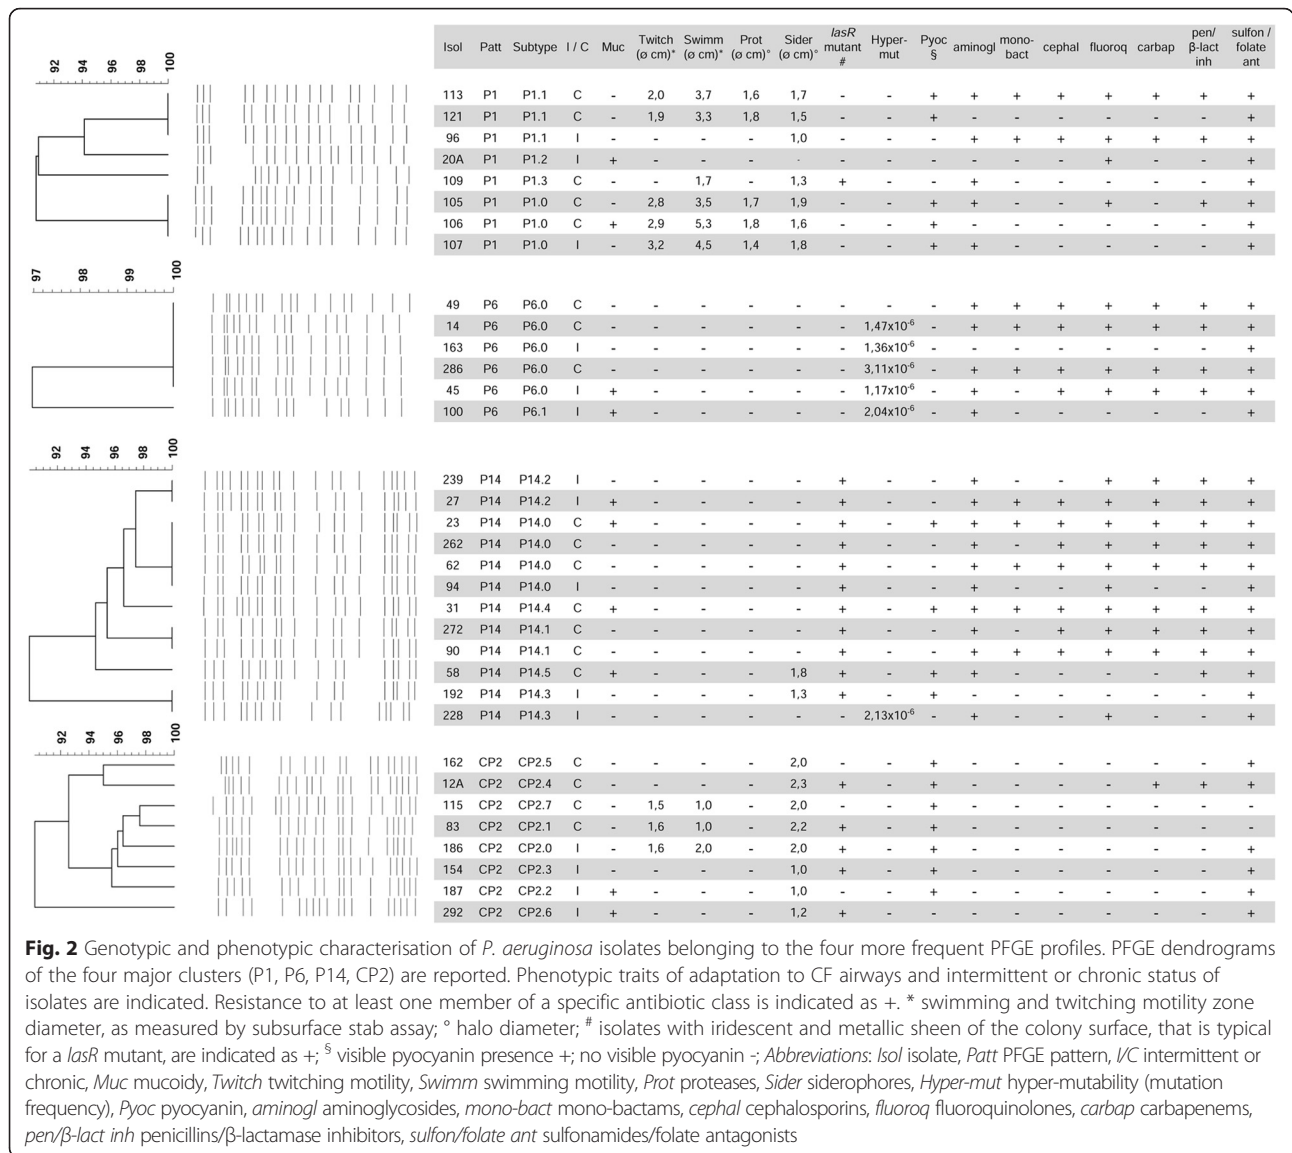 Isol Patt Subtype I / C Muc Twitch (ø cm)* Swimm (ø cm)* Prot (ø cm)° Sider (ø cm)° lasR mutant # Hyper-mut Pyoc § aminogl mono-bact cephal fluoroq carbap pen/ β-lact inh sulfon / folate ant
92 94 96 98 100
113 P1 P1.1 C - 2,0 3,7 1,6 1,7 - - + + + + + + + +
121 P1 P1.1 C - 1,9 3,3 1,8 1,5 - - + - - - - - - +
96 P1 P1.1 I - - - - 1,0 - - - + + + + + + +
20A P1 P1.2 I + - - - - - - - - - - + - - +
109 P1 P1.3 C - - 1,7 - 1,3 + - - + - - - - - +
105 P1 P1.0 C - 2,8 3,5 1,7 1,9 - - + + - - + - + +
106 P1 P1.0 C + 2,9 5,3 1,8 1,6 - - + - - - - - - +
107 P1 P1.0 I - 3,2 4,5 1,4 1,8 - - + + - - - - - +
97 98 99 100
49 P6 P6.0 C - - - - - - - - + + + + + + +
14 P6 P6.0 C - - - - - - 1,47x10-6 - + + + + + + +
163 P6 P6.0 I - - - - - - 1,36x10-6 - - - - - - - +
286 P6 P6.0 C - - - - - - 3,11x10-6 - + + + + + + +
45 P6 P6.0 I + - - - - - 1,17x10-6 - + - + + + + +
100 P6 P6.1 I + - - - - - 2,04x10-6 - + - - - - - +
92 94 96 98 100
239 P14 P14.2 I - - - - - + - - + - - + + + +
27 P14 P14.2 I + - - - - + - - + + + + + + +
23 P14 P14.0 C + - - - - + - + + + + + + + +
262 P14 P14.0 C - - - - - + - - + - + + + + +
62 P14 P14.0 C - - - - - + - - + + + + + + +
94 P14 P14.0 I - - - - - + - - + - - + - - +
31 P14 P14.4 C + - - - - + - + + + + + + + +
272 P14 P14.1 C - - - - - + - - + - + + + + +
90 P14 P14.1 C - - - - - + - - + + + + + + +
58 P14 P14.5 C + - - - 1,8 + - + + - - - - + +
192 P14 P14.3 I - - - - 1,3 + - + - - - - - - +
228 P14 P14.3 I - - - - - - 2,13x10-6 - + - - + - - +
92 94 96 98 100
162 CP2 CP2.5 C - - - - 2,0 - - + - - - - - - +
12A CP2 CP2.4 C - - - - 2,3 + - + - - - - + + +
115 CP2 CP2.7 C - 1,5 1,0 - 2,0 - - + - - - - - - -
83 CP2 CP2.1 C - 1,6 1,0 - 2,2 + - + - - - - - - -
186 CP2 CP2.0 I - 1,6 2,0 - 2,0 + - + - - - - - - +
154 CP2 CP2.3 I - - - - 1,0 + - + - - - - - - +
187 CP2 CP2.2 I + - - - 1,0 - - + - - - - - - +
292 CP2 CP2.6 I + - - - 1,2 + - - - - - - - - +
Fig. 2 Genotypic and phenotypic characterisation of P. aeruginosa isolates belonging to the four more frequent PFGE profiles. PFGE dendrograms
of the four major clusters (P1, P6, P14, CP2) are reported. Phenotypic traits of adaptation to CF airways and intermittent or chronic status of
isolates are indicated. Resistance to at least one member of a specific antibiotic class is indicated as +. * swimming and twitching motility zone
diameter, as measured by subsurface stab assay; ° halo diameter; # isolates with iridescent and metallic sheen of the colony surface, that is typical
for a lasR mutant, are indicated as +; § visible pyocyanin presence +; no visible pyocyanin -; Abbreviations: Isol isolate, Patt PFGE pattern, I/C intermittent or
chronic, Muc mucoidy, Twitch twitching motility, Swimm swimming motility, Prot proteases, Sider siderophores, Hyper-mut hyper-mutability (mutation
frequency), Pyoc pyocyanin, aminogl aminoglycosides, mono-bact mono-bactams, cephal cephalosporins, fluoroq fluoroquinolones, carbap carbapenems,
pen/β-lact inh penicillins/β-lactamase inhibitors, sulfon/folate ant sulfonamides/folate antagonists